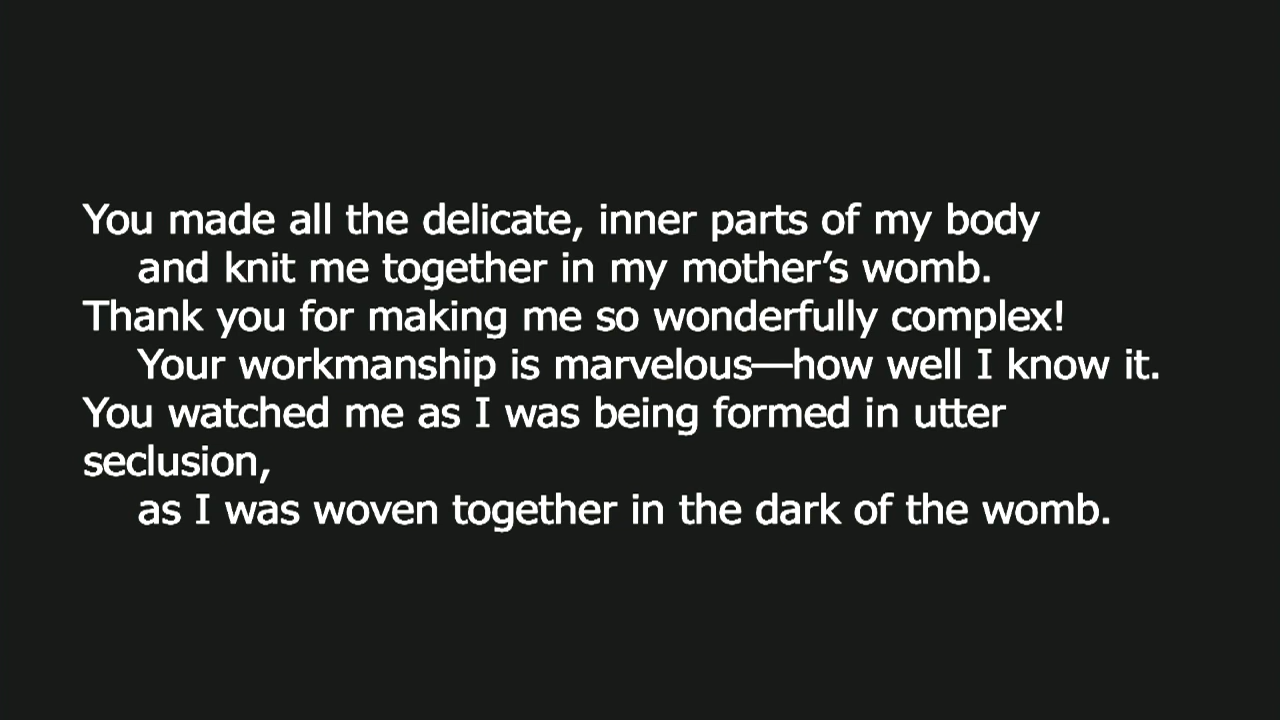 You made all the delicate, inner parts of my body
and knit me together in my mother’s womb.
Thank you for making me so wonderfully complex!
Your workmanship is marvelous—how well I know it.
You watched me as I was being formed in utter
seclusion,
as I was woven together in the dark of the womb.